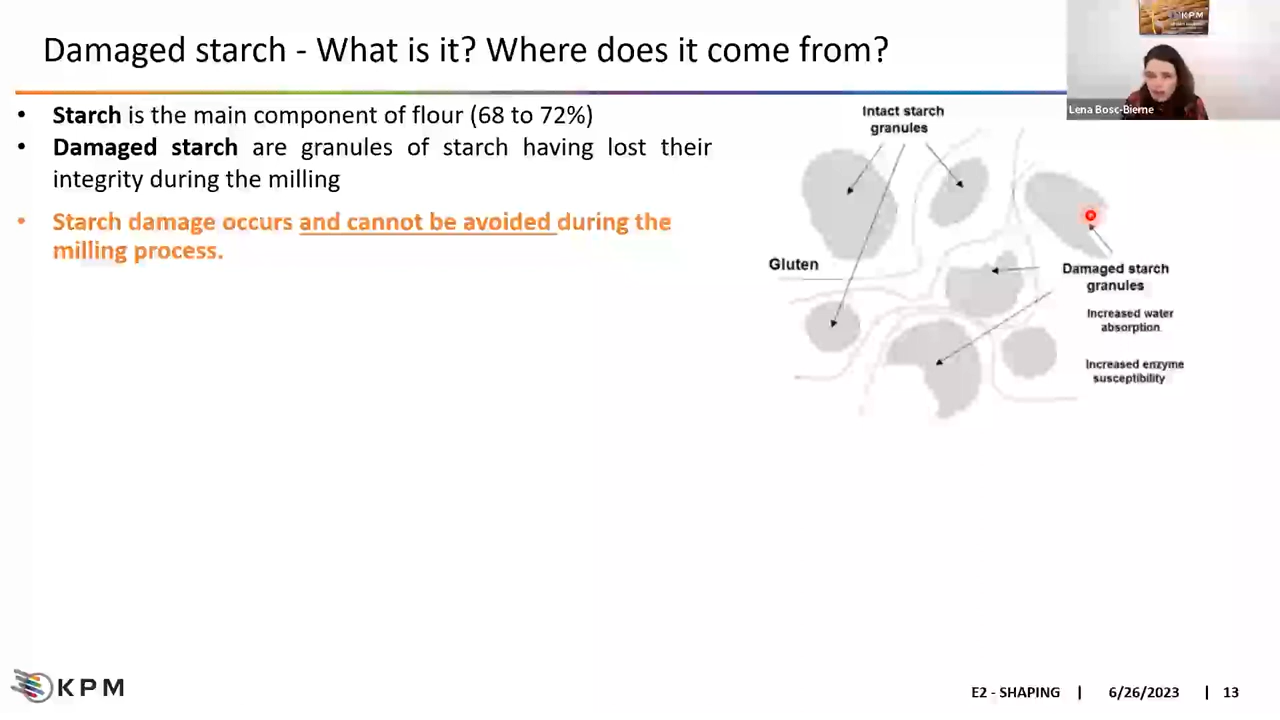 Damaged starch - What is it? Where does it come from?
• Starch is the main component of flour (68 to 72%)
• Damaged starch are granules of starch having lost their
integrity during the milling
• Starch damage occurs and cannot be avoided during the
milling process.
Intact starch
granules
Gluten
Damaged starch
granules
Increased water
absorption
Increased enzyme
susceptibility
KPM
Lena Bosc-Bierne
KPM
E2 - SHAPING | 6/26/2023 | 13